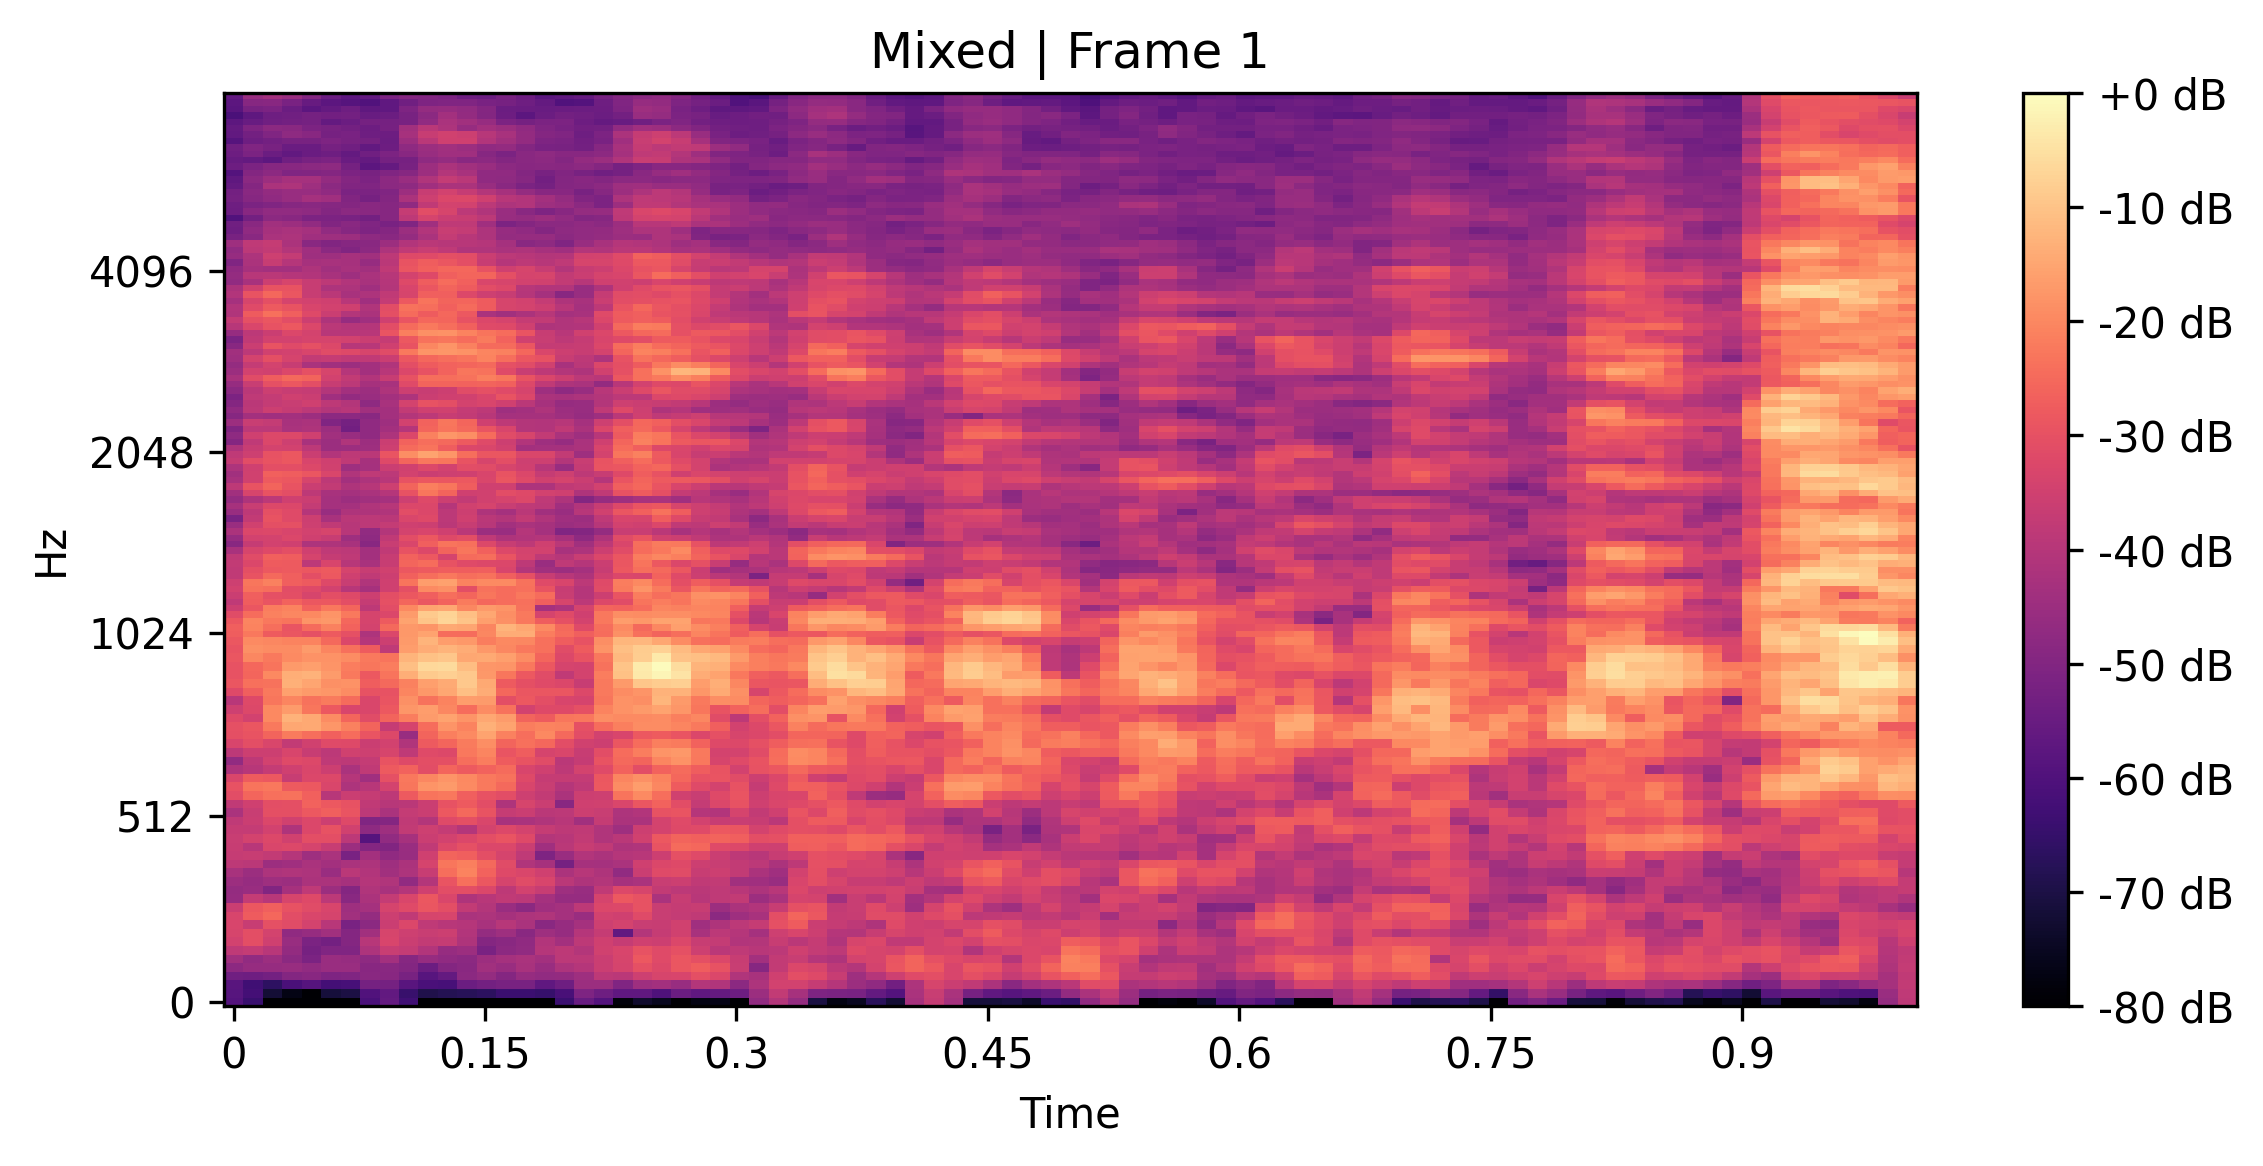 Mixed | Frame 1
+0 dB
-10 dB
-20 dB
-30 dB
-40 dB
-50 dB
-60 dB
-70 dB
-80 dB
Hz
4096
2048
1024
512
0
0 0.15 0.3 0.45 0.6 0.75 0.9
Time